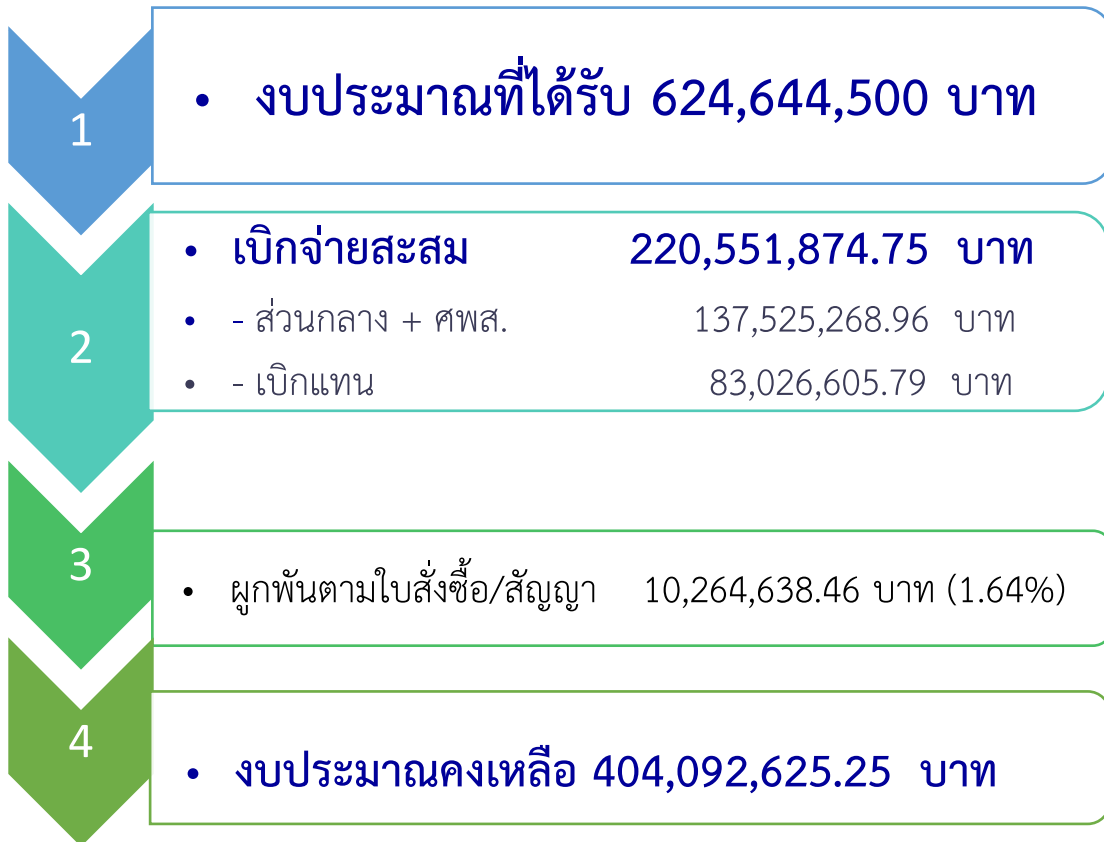 1
• งบประมาณที่ได้รับ 624,644,500 บาท
2
• เบิกจ่ายสะสม 220,551,874.75 บาท
• - ส่วนกลาง + ศพส. 137,525,268.96 บาท
• - เบิกแทน 83,026,605.79 บาท
3
• ผูกพันตามใบสั่งซื้อ/สัญญา 10,264,638.46 บาท (1.64%)
4
• งบประมาณคงเหลือ 404,092,625.25 บาท